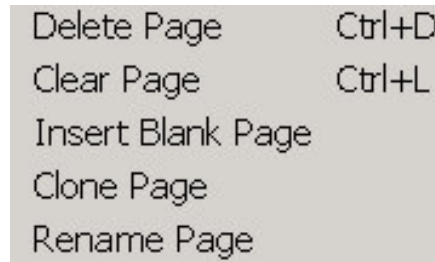 Delete Page Ctrl+D
Clear Page Ctrl+L
Insert Blank Page
Clone Page
Rename Page